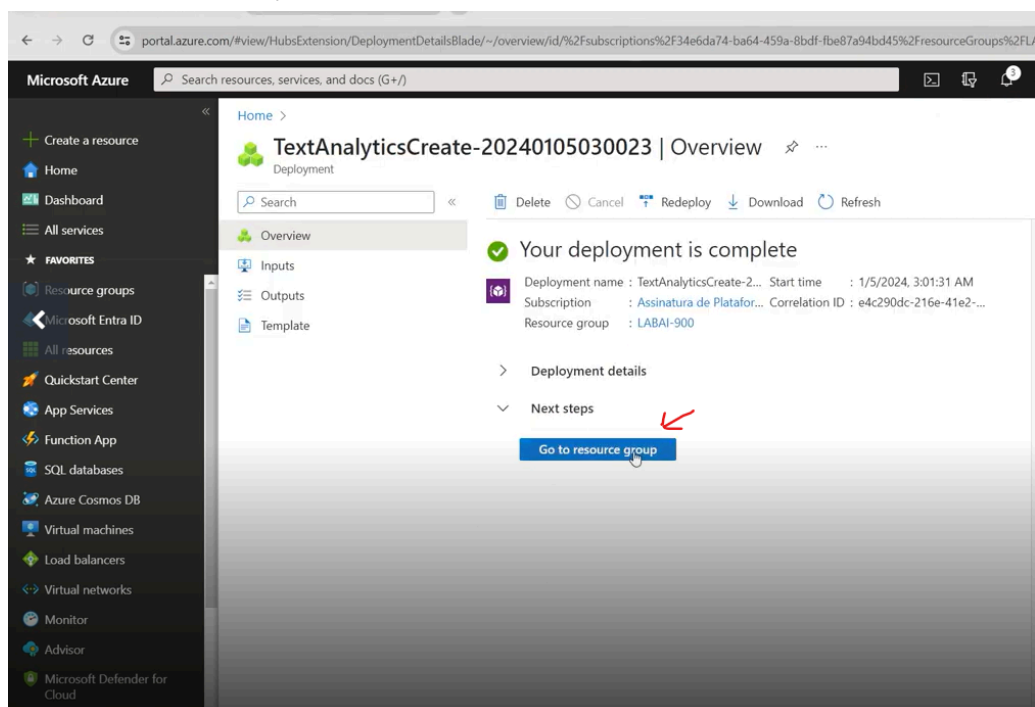 portal.azure.com/#view/HubsExtension/DeploymentDetailsBlade/~/overview/id/%2Fsubscriptions%2F34e6da74-ba64-459a-8bdf-fbe87a94bd45%2FresourceGroups%2FLA
Microsoft Azure
Search resources, services, and docs (G+/)
3
Create a resource
Home
Dashboard
All services
FAVORITES
Resource groups
Microsoft Entra ID
All resources
Quickstart Center
App Services
Function App
SQL databases
Azure Cosmos DB
Virtual machines
Load balancers
Virtual networks
Monitor
Advisor
Microsoft Defender for
Cloud
Home >
TextAnalyticsCreate-20240105030023 | Overview
Deployment
Search
Overview
Inputs
Outputs
Template
Delete Cancel Redeploy Download Refresh
Your deployment is complete
Deployment name : TextAnalyticsCreate-2... Start time : 1/5/2024, 3:01:31 AM
Subscription : Assinatura de Platafor... Correlation ID : e4c290dc-216e-41e2-...
Resource group : LABAI-900
Deployment details
Next steps
Go to resource group